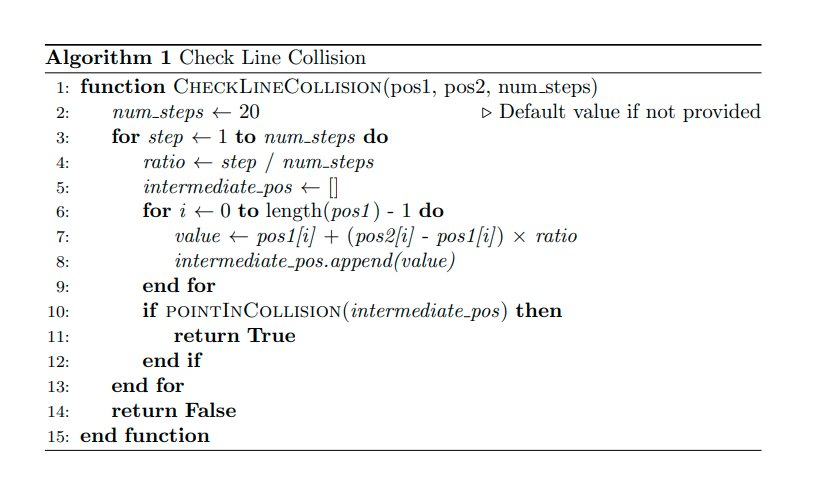 Algorithm 1 Check Line Collision
1: function CHECKLINECOLLISION(pos1, pos2, num_steps)
2: num_steps ← 20 ▷ Default value if not provided
3: for step ← 1 to num_steps do
4: ratio ← step / num_steps
5: intermediate_pos ← []
6: for i ← 0 to length(pos1) - 1 do
7: value ← pos1[i] + (pos2[i] - pos1[i]) × ratio
8: intermediate_pos.append(value)
9: end for
10: if POINTINCOLLISION(intermediate_pos) then
11: return True
12: end if
13: end for
14: return False
15: end function